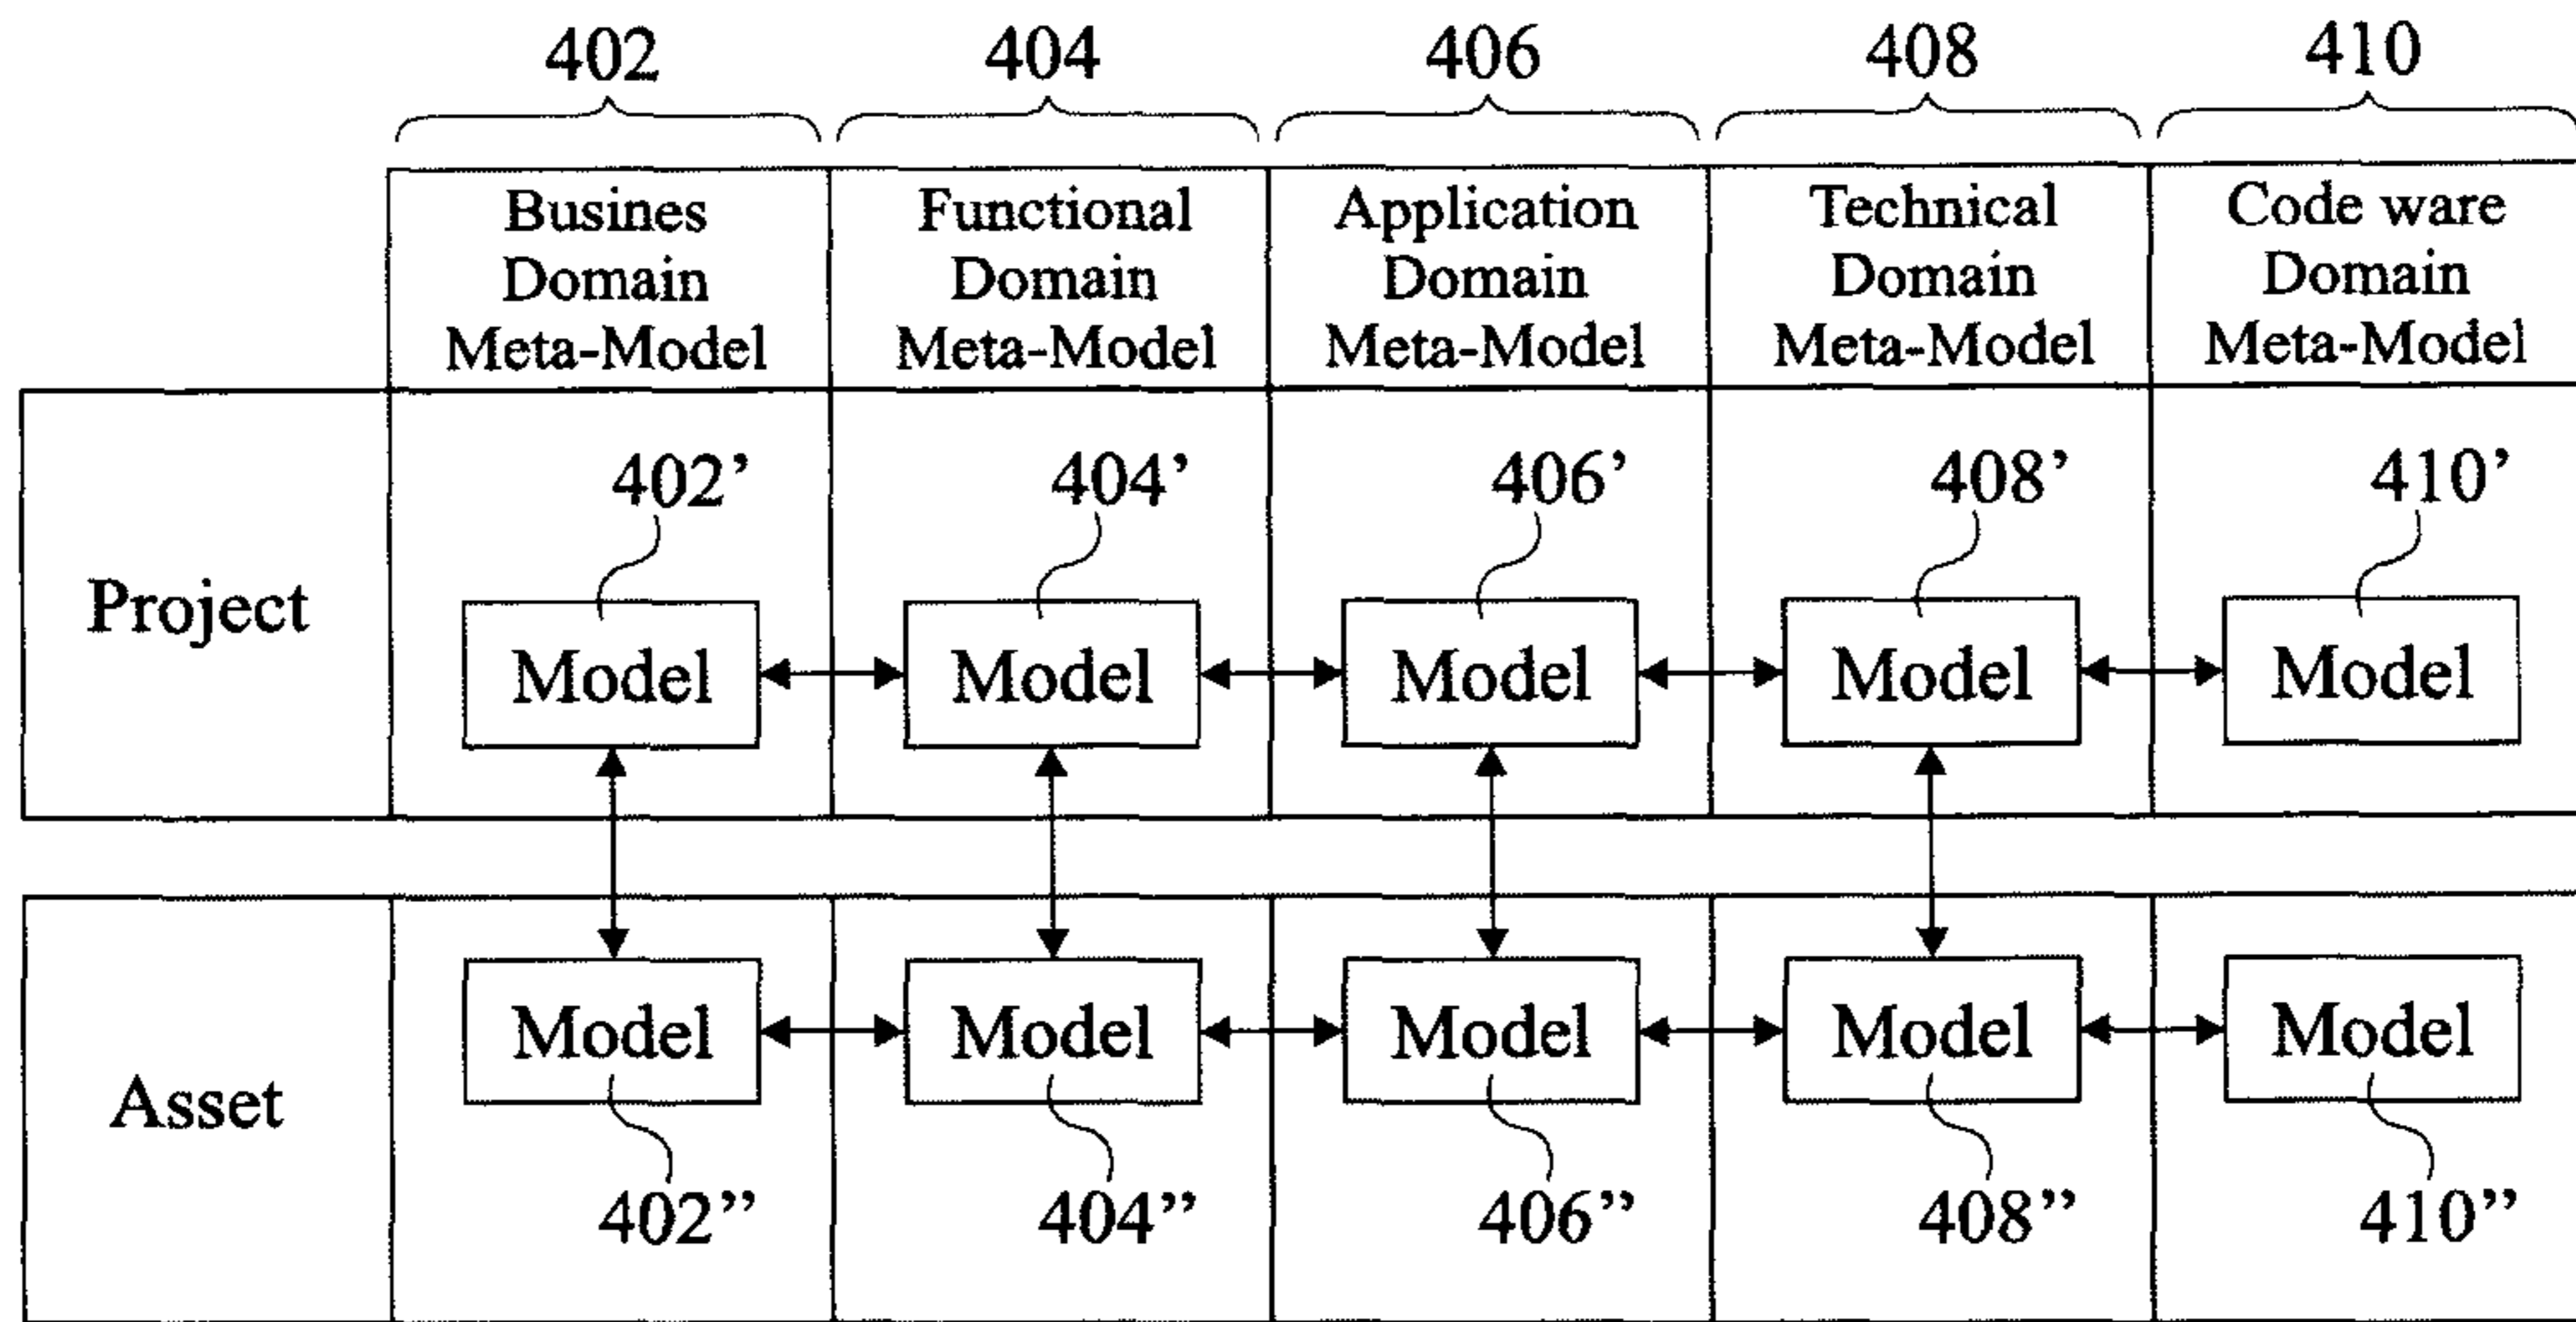 402 404 406 408 410
Busines Functional Application Technical Code ware
Domain Domain Domain Domain Domain
Meta-Model Meta-Model Meta-Model Meta-Model Meta-Model
402’ 404’ 406’ 408’ 410’
Project
Model Model Model Model Model
Model Model Model Model Model
Asset
402” 404” 406” 408” 410”